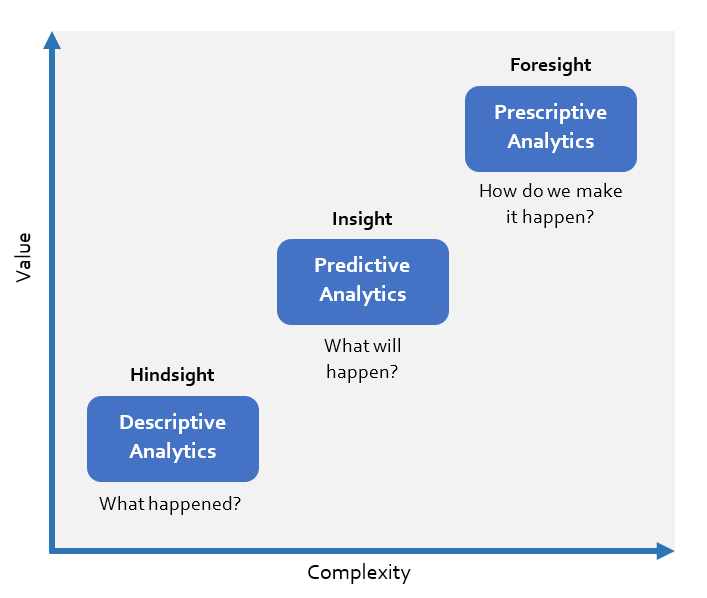 Foresight
Prescriptive
Analytics
How do we make
it happen?
Insight
Predictive
Analytics
What will
happen?
Hindsight
Descriptive
Analytics
What happened?
Value
Complexity